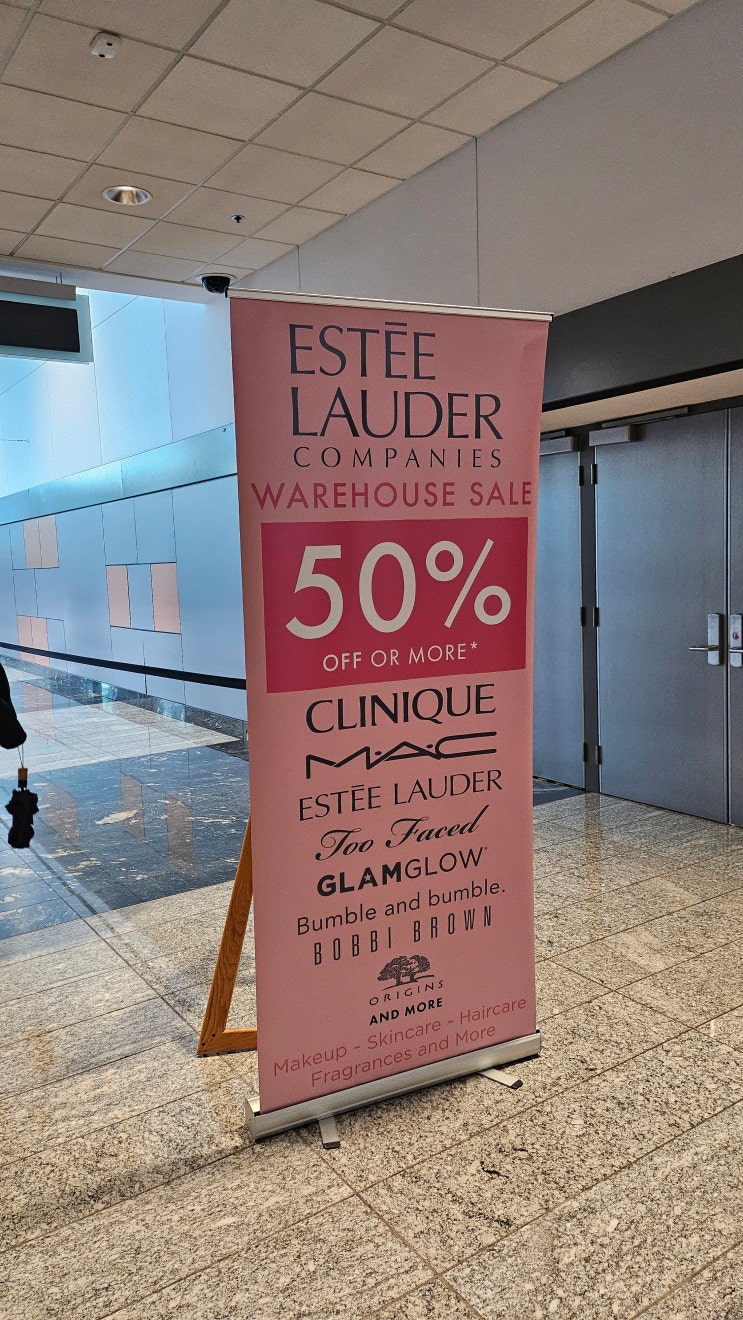 ESTĒE
LAUDER
COMPANIES
WAREHOUSE SALE
50%
OFF OR MORE*
CLINIQUE
M·A·C
ESTĒE LAUDER
Too Faced
GLAMGLOW
Bumble and bumble.
BOBBI BROWN
ORIGINS
AND MORE
Makeup - Skincare - Haircare
Fragrances and More